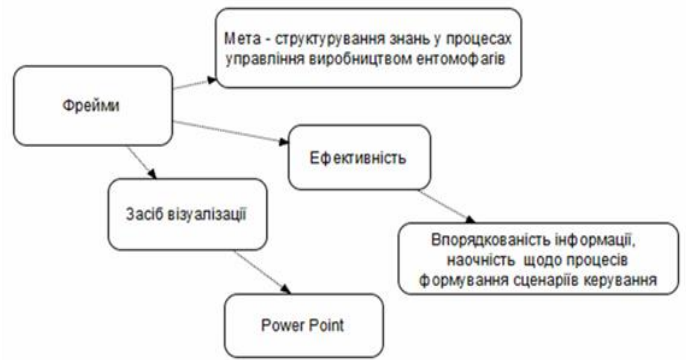 Мета - структурування знань у процесах
управління виробництвом ентомофагів
Фрейми
Ефективність
Засіб візуалізації
Впорядкованість інформації,
наочність щодо процесів
формування сценаріїв керування
Power Point